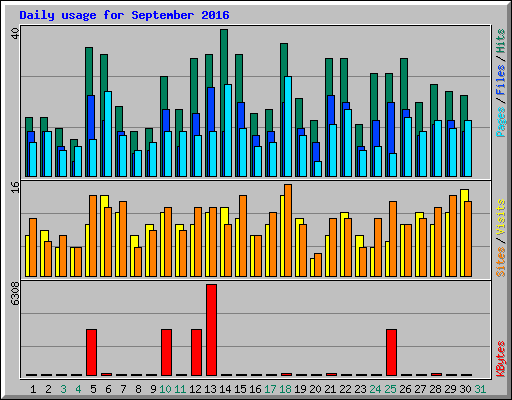 Daily usage for September 2016
40
Pages / Files / Hits
16
Sites / Visits
6308
KBytes
1 2 3 4 5 6 7 8 9 10 11 12 13 14 15 16 17 18 19 20 21 22 23 24 25 26 27 28 29 30 31